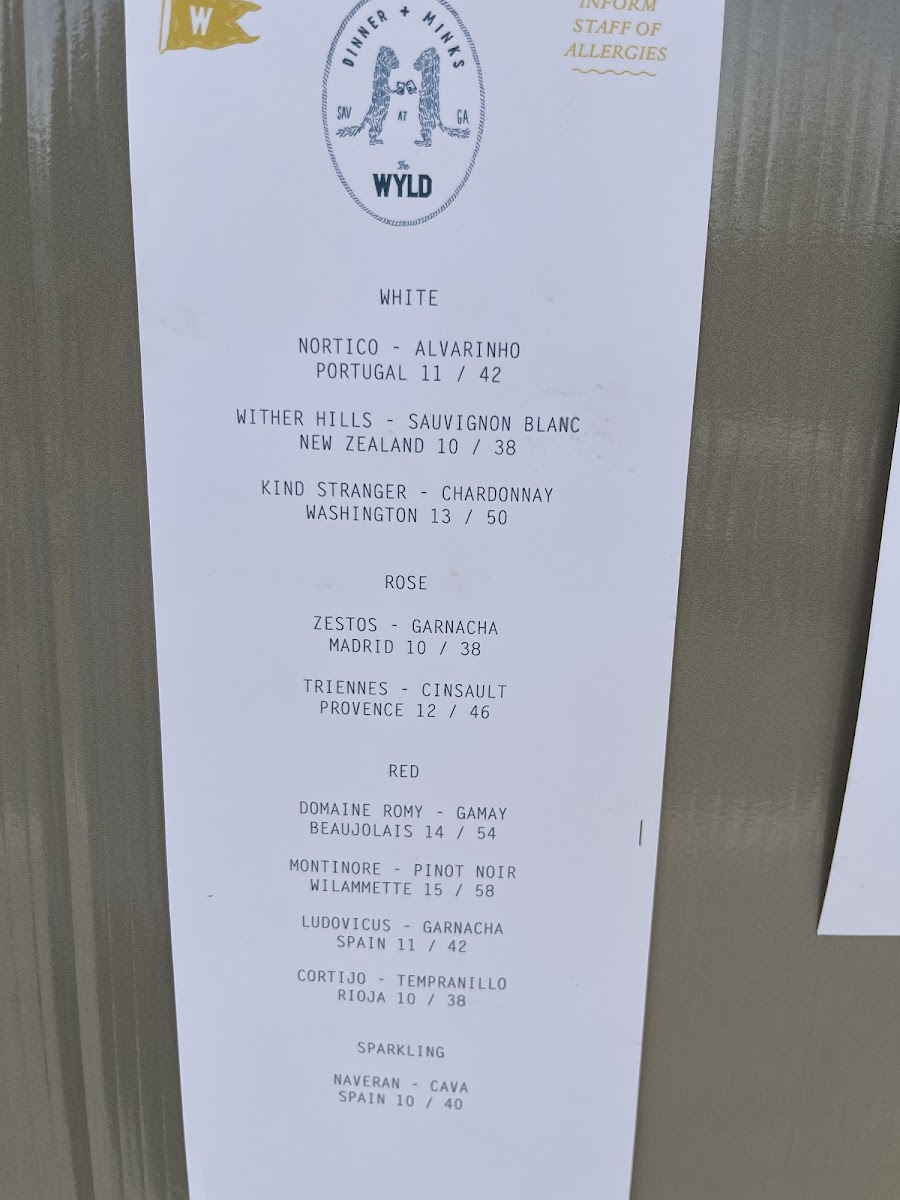 W
INFORM
STAFF OF
ALLERGIES
DINNER + MINKS
SAV AT GA
The
WYLD
WHITE
NORTICO - ALVARINHO
PORTUGAL 11 / 42
WITHER HILLS - SAUVIGNON BLANC
NEW ZEALAND 10 / 38
KIND STRANGER - CHARDONNAY
WASHINGTON 13 / 50
ROSE
ZESTOS - GARNACHA
MADRID 10 / 38
TRIENNES - CINSAULT
PROVENCE 12 / 46
RED
DOMAINE ROMY - GAMAY
BEAUJOLAIS 14 / 54
MONTINORE - PINOT NOIR
WILAMMETTE 15 / 58
LUDOVICUS - GARNACHA
SPAIN 11 / 42
CORTIJO - TEMPRANILLO
RIOJA 10 / 38
SPARKLING
NAVERAN - CAVA
SPAIN 10 / 40